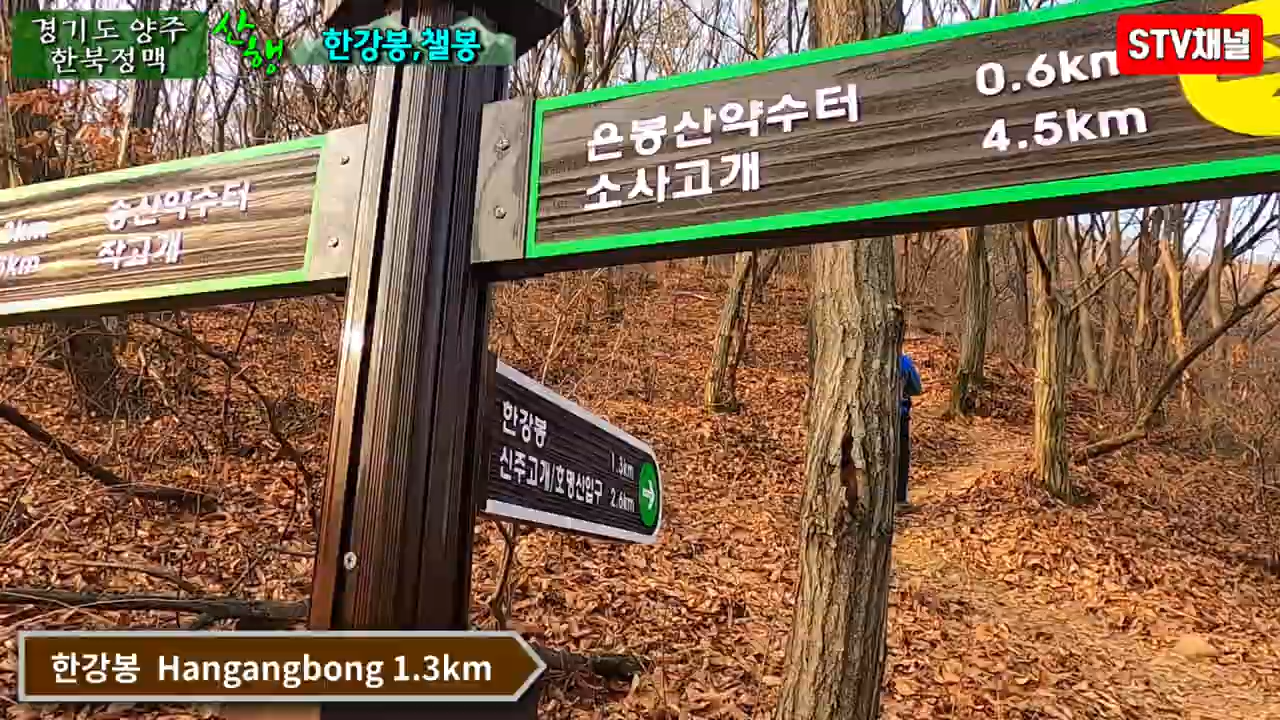 경기도 양주
한북정맥
산행
한강봉,챌봉
STV채널
은봉산약수터 0.6km
소사고개 4.5km
송산약수터
작고개
한강봉 1.3km
신주고개/호명산입구 2.6km
한강봉 Hangangbong 1.3km